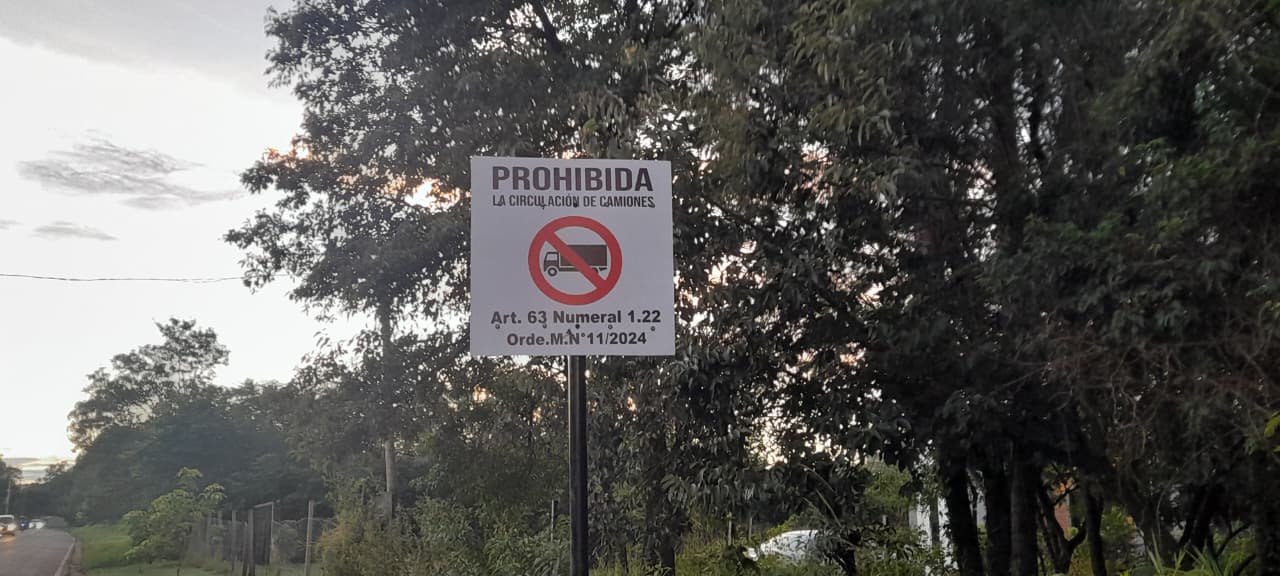 PROHIBIDA
LA CIRCULACIÓN DE CAMIONES
Art. 63 Numeral 1.22
Orde.M.N°11/2024